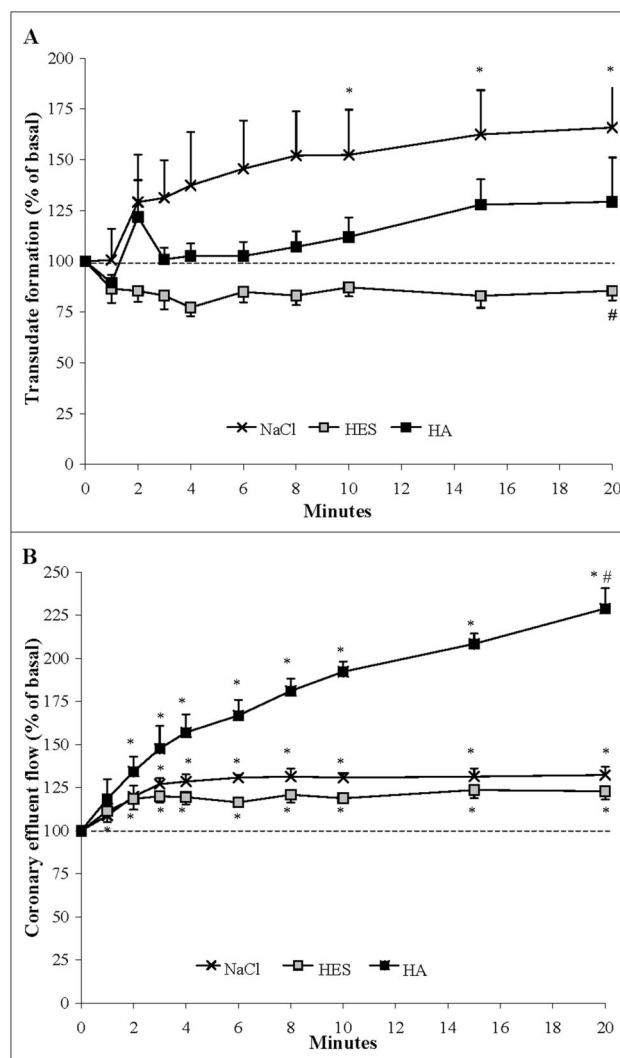 A
Transudate formation (% of basal)
200
175
150
125
100
75
50
25
0
* * *
#
NaCl HES HA
0 2 4 6 8 10 12 14 16 18 20
Minutes
B
Coronary effluent flow (% of basal)
250
225
200
175
150
125
100
75
50
25
0
* #
* * * * * * *
* * * * * *
* * * * * * * *
*
NaCl HES HA
0 2 4 6 8 10 12 14 16 18 20
Minutes